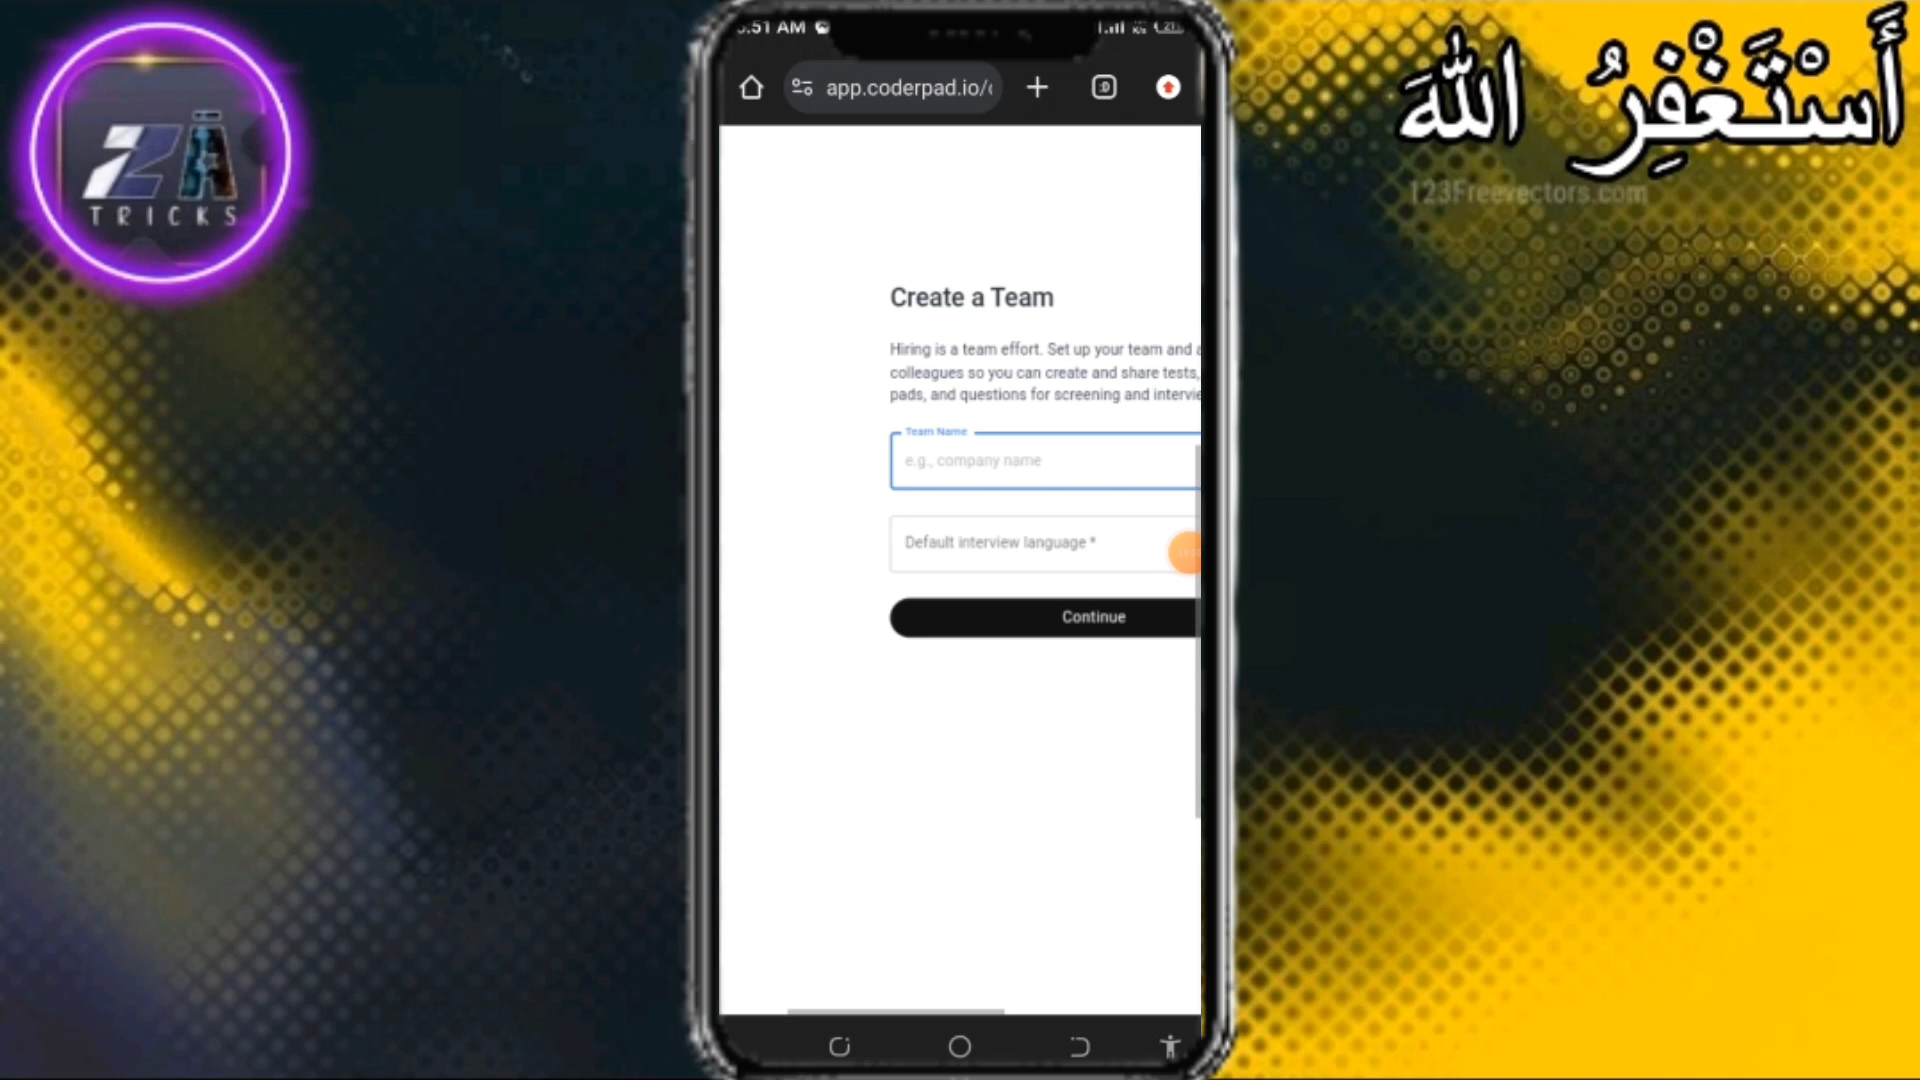 ZA
TRICKS
أَسْتَغْفِرُ اللّهَ
123Freevectors.com
:51 AM
app.coderpad.io/
Create a Team
Hiring is a team effort. Set up your team and
colleagues so you can create and share tests,
pads, and questions for screening and intervie
Team Name
e.g., company name
Default interview language *
Continue